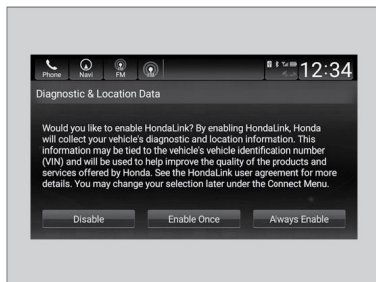 12:34
Phone Navi FM
Diagnostic & Location Data
Would you like to enable HondaLink? By enabling HondaLink, Honda
will collect your vehicle's diagnostic and location information. This
information may be tied to the vehicle's vehicle identification number
(VIN) and will be used to help improve the quality of the products and
services offered by Honda. See the HondaLink user agreement for more
details. You may change your selection later under the Connect Menu.
Disable Enable Once Always Enable